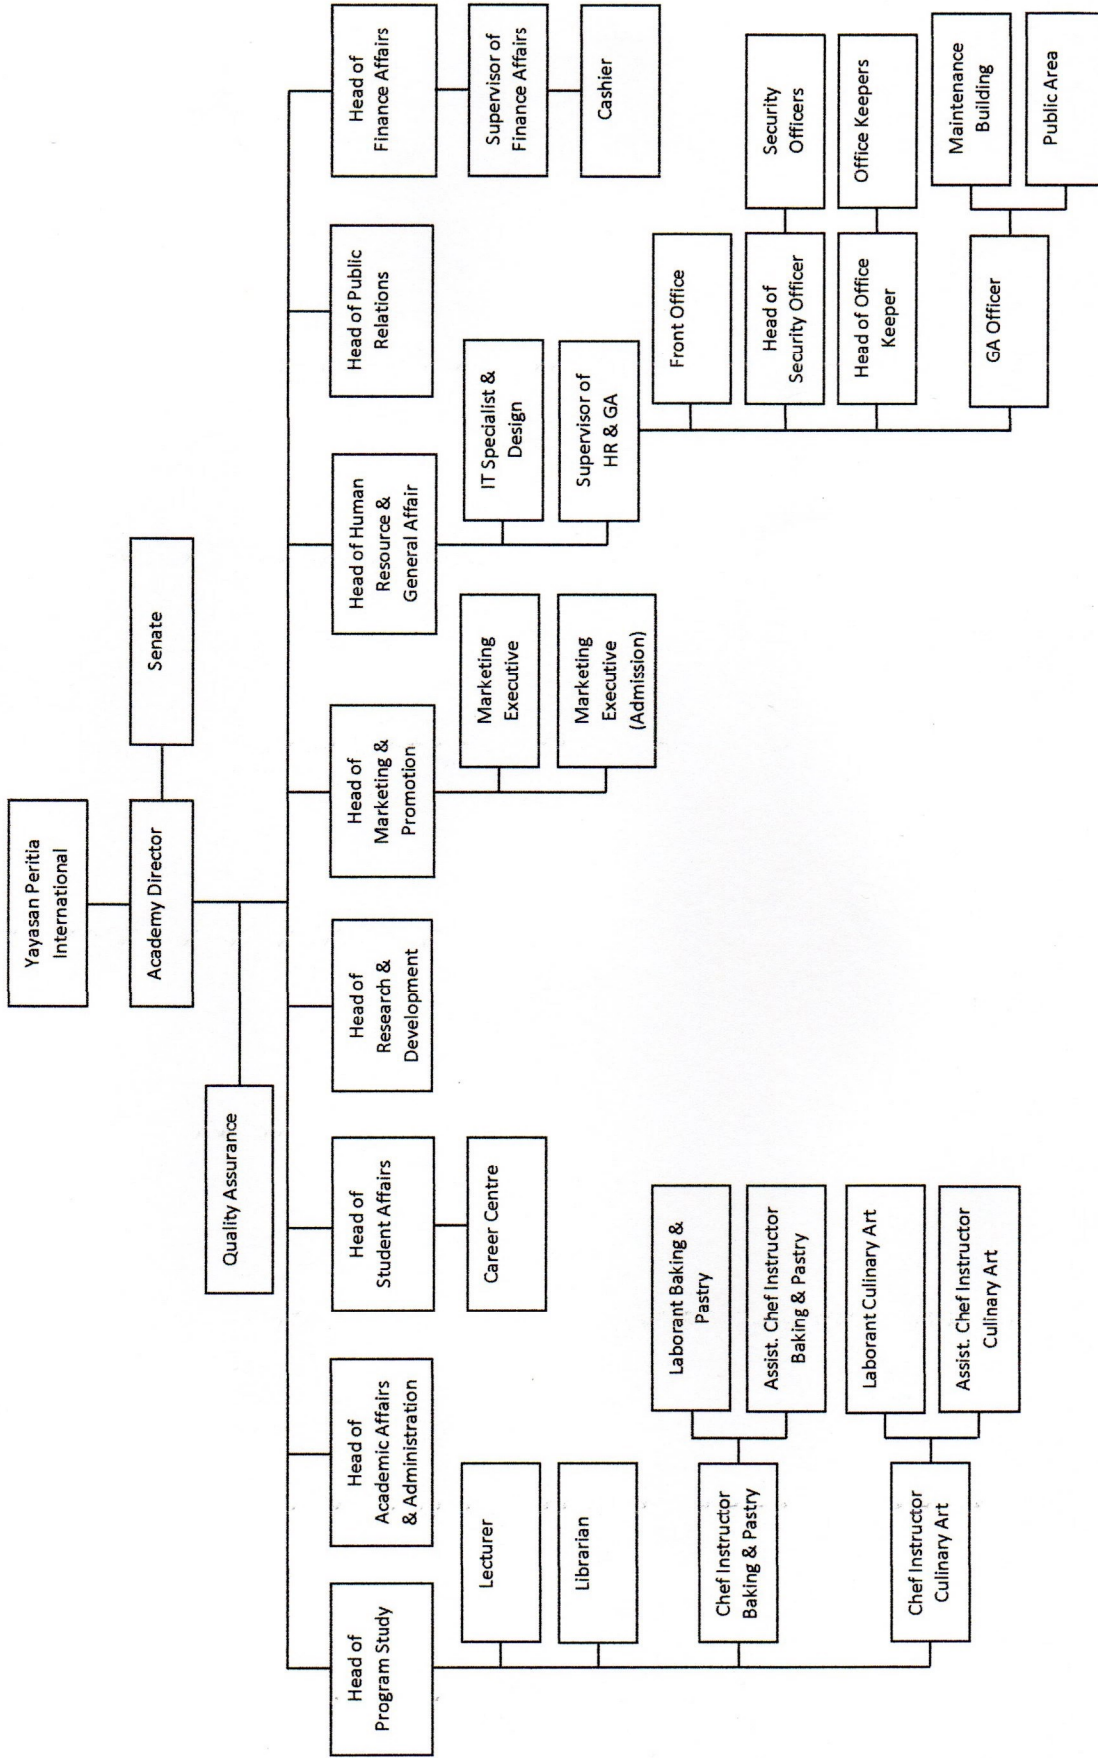 Yayasan Peritia
International
Academy Director
Senate
Quality Assurance
Head of
Program Study
Head of
Academic Affairs
& Administration
Head of
Student Affairs
Head of
Research &
Development
Head of
Marketing &
Promotion
Head of Human
Resource &
General Affair
Head of Public
Relations
Head of
Finance Affairs
Lecturer
Librarian
Chef Instructor
Baking & Pastry
Laborant Baking &
Pastry
Assist. Chef Instructor
Baking & Pastry
Chef Instructor
Culinary Art
Laborant Culinary Art
Assist. Chef Instructor
Culinary Art
Career Centre
Marketing
Executive
Marketing
Executive
(Admission)
IT Specialist &
Design
Supervisor of
HR & GA
Front Office
Head of
Security Officer
Security
Officers
Head of Office
Keeper
Office Keepers
GA Officer
Maintenance
Building
Public Area
Supervisor of
Finance Affairs
Cashier